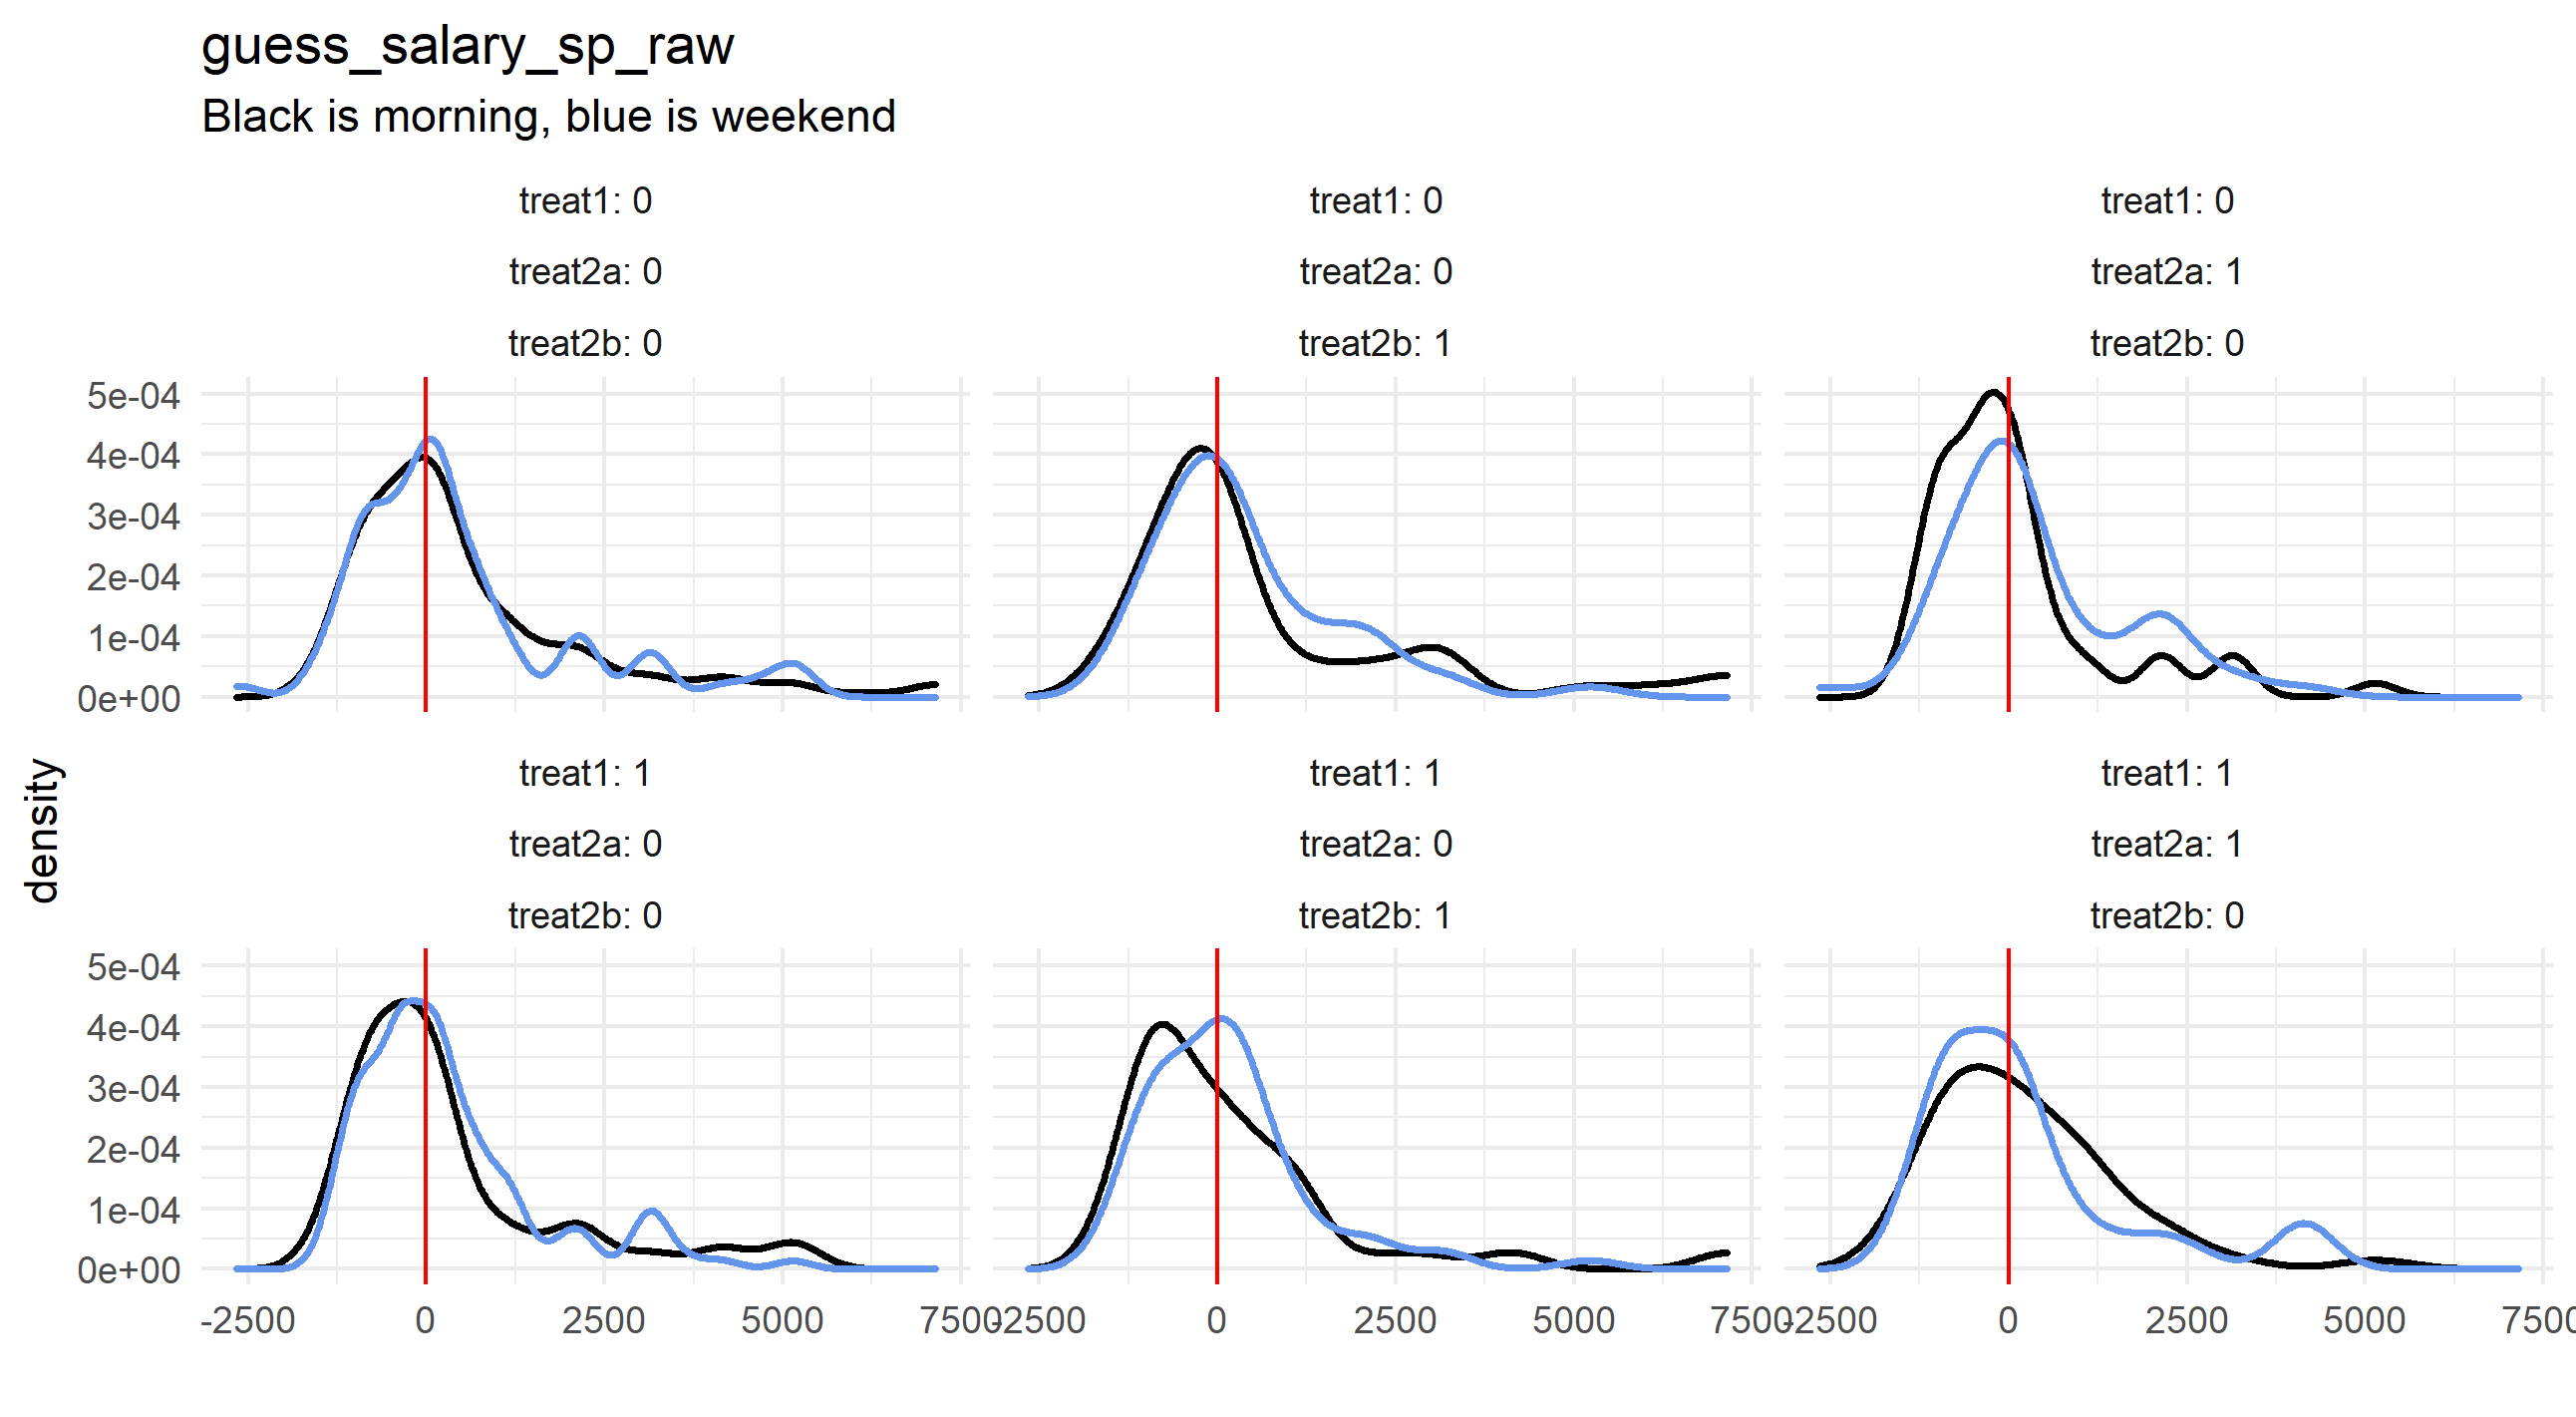 guess_salary_sp_raw
Black is morning, blue is weekend
treat1: 0 treat1: 0 treat1: 0
treat2a: 0 treat2a: 0 treat2a: 1
treat2b: 0 treat2b: 1 treat2b: 0
5e-04
4e-04
3e-04
2e-04
1e-04
0e+00
density
treat1: 1 treat1: 1 treat1: 1
treat2a: 0 treat2a: 0 treat2a: 1
treat2b: 0 treat2b: 1 treat2b: 0
5e-04
4e-04
3e-04
2e-04
1e-04
0e+00
-2500 0 2500 5000 7500 -2500 0 2500 5000 7500 -2500 0 2500 5000 7500